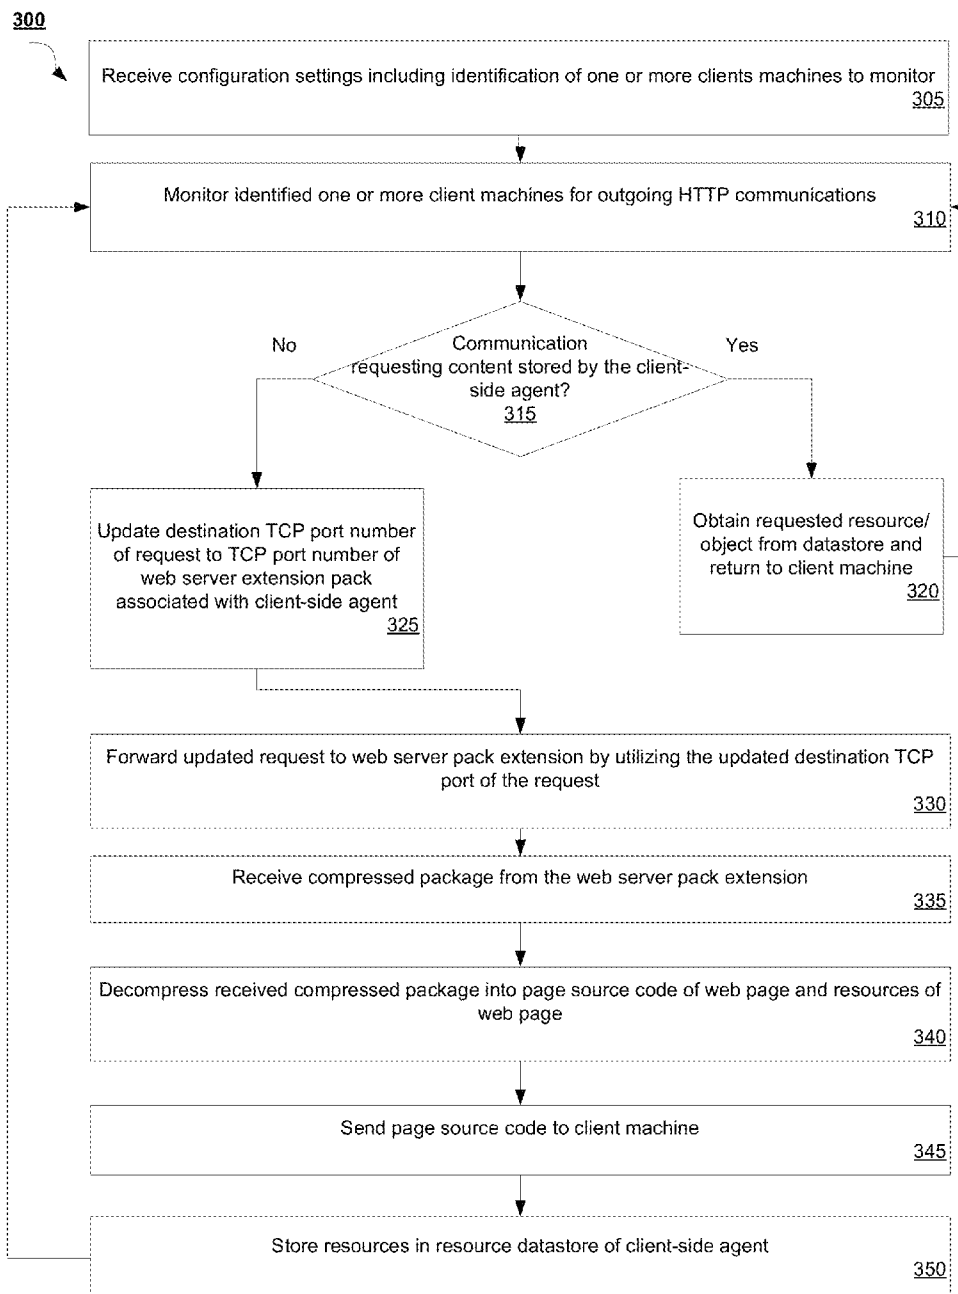 300
Receive configuration settings including identification of one or more clients machines to monitor
305
Monitor identified one or more client machines for outgoing HTTP communications
310
No
Communication
requesting content stored by the client-
side agent?
315
Yes
Update destination TCP port number
of request to TCP port number of
web server extension pack
associated with client-side agent
325
Obtain requested resource/
object from datastore and
return to client machine
320
Forward updated request to web server pack extension by utilizing the updated destination TCP
port of the request
330
Receive compressed package from the web server pack extension
335
Decompress received compressed package into page source code of web page and resources of
web page
340
Send page source code to client machine
345
Store resources in resource datastore of client-side agent
350